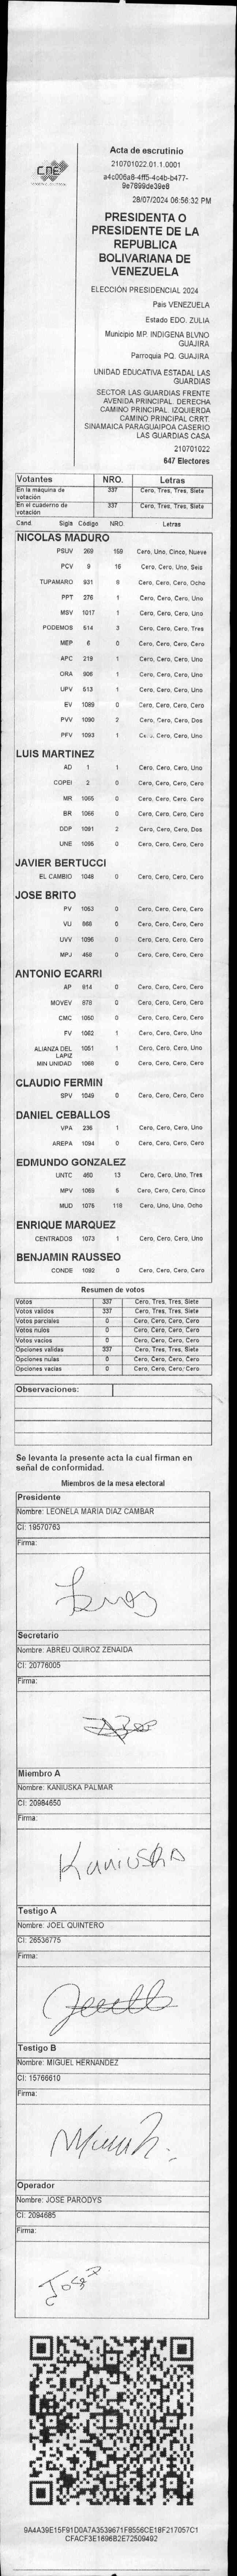 CNE
Acta de escrutinio
210701022.01.1.0001
a4c006a8-4ff5-4c4b-b477-
9e7899de39e8
28/07/2024 06:56:32 PM
PRESIDENTA O
PRESIDENTE DE LA
REPUBLICA
BOLIVARIANA DE
VENEZUELA
ELECCIÓN PRESIDENCIAL 2024
Pais VENEZUELA
Estado EDO. ZULIA
Municipio MP. INDIGENA BLVNO
GUAJIRA
Parroquia PQ. GUAJIRA
UNIDAD EDUCATIVA ESTADAL LAS
GUARDIAS
SECTOR LAS GUARDIAS FRENTE
AVENIDA PRINCIPAL. DERECHA
CAMINO PRINCIPAL. IZQUIERDA
CAMINO PRINCIPAL CRRT.
SINAMAICA PARAGUAIPOA CASERIO
LAS GUARDIAS CASA
210701022
647 Electores
Votantes NRO. Letras
En la máquina de votación 337 Cero, Tres, Tres, Siete
En el cuaderno de votación 337 Cero, Tres, Tres, Siete
Cand. Sigla Código NRO. Letras
NICOLAS MADURO
PSUV 269 159 Cero, Uno, Cinco, Nueve
PCV 9 16 Cero, Cero, Uno, Seis
TUPAMARO 931 8 Cero, Cero, Cero, Ocho
PPT 276 1 Cero, Cero, Cero, Uno
MSV 1017 1 Cero, Cero, Cero, Uno
PODEMOS 514 3 Cero, Cero, Cero, Tres
MEP 6 0 Cero, Cero, Cero, Cero
APC 219 1 Cero, Cero, Cero, Uno
ORA 906 1 Cero, Cero, Cero, Uno
UPV 613 1 Cero, Cero, Cero, Uno
EV 1089 0 Cero, Cero, Cero, Cero
PVV 1090 2 Cero, Cero, Cero, Dos
PFV 1093 1 Cero, Cero, Cero, Uno
LUIS MARTINEZ
AD 1 1 Cero, Cero, Cero, Uno
COPEI 2 0 Cero, Cero, Cero, Cero
MR 1065 0 Cero, Cero, Cero, Cero
BR 1066 0 Cero, Cero, Cero, Cero
DDP 1091 2 Cero, Cero, Cero, Dos
UNE 1095 0 Cero, Cero, Cero, Cero
JAVIER BERTUCCI
EL CAMBIO 1048 0 Cero, Cero, Cero, Cero
JOSE BRITO
PV 1053 0 Cero, Cero, Cero, Cero
VU 868 0 Cero, Cero, Cero, Cero
UVV 1096 0 Cero, Cero, Cero, Cero
MPJ 458 0 Cero, Cero, Cero, Cero
ANTONIO ECARRI
AP 914 0 Cero, Cero, Cero, Cero
MOVEV 878 0 Cero, Cero, Cero, Cero
CMC 1050 0 Cero, Cero, Cero, Cero
FV 1062 1 Cero, Cero, Cero, Uno
ALIANZA DEL LAPIZ 1051 1 Cero, Cero, Cero, Uno
MIN UNIDAD 1069 0 Cero, Cero, Cero, Cero
CLAUDIO FERMIN
SPV 1049 0 Cero, Cero, Cero, Cero
DANIEL CEBALLOS
VPA 236 1 Cero, Cero, Cero, Uno
AREPA 1094 0 Cero, Cero, Cero, Cero
EDMUNDO GONZALEZ
UNTC 460 13 Cero, Cero, Uno, Tres
MPV 1069 5 Cero, Cero, Cero, Cinco
MUD 1075 118 Cero, Uno, Uno, Ocho
ENRIQUE MARQUEZ
CENTRADOS 1073 1 Cero, Cero, Cero, Uno
BENJAMIN RAUSSEO
CONDE 1092 0 Cero, Cero, Cero, Cero
Resumen de votos
Votos 337 Cero, Tres, Tres, Siete
Votos validos 337 Cero, Tres, Tres, Siete
Votos parciales 0 Cero, Cero, Cero, Cero
Votos nulos 0 Cero, Cero, Cero, Cero
Votos vacios 0 Cero, Cero, Cero, Cero
Opciones validas 337 Cero, Tres, Tres, Siete
Opciones nulas 0 Cero, Cero, Cero, Cero
Opciones vacias 0 Cero, Cero, Cero, Cero
Observaciones:
Se levanta la presente acta la cual firman en
señal de conformidad.
Miembros de la mesa electoral
Presidente
Nombre: LEONELA MARIA DIAZ CAMBAR
CI: 19570763
Firma:
Secretario
Nombre: ABREU QUIROZ ZENAIDA
CI: 20776005
Firma:
Miembro A
Nombre: KANIUSKA PALMAR
CI: 20984650
Firma:
Kaniuska
Testigo A
Nombre: JOEL QUINTERO
CI: 26536775
Firma:
Testigo B
Nombre: MIGUEL HERNANDEZ
CI: 15766610
Firma:
Operador
Nombre: JOSE PARODYS
CI: 2094685
Firma:
Jose P
9A4A39E15F91D0A7A3539671F8556CE18F217057C1
CFACF3E1696B2E72509492